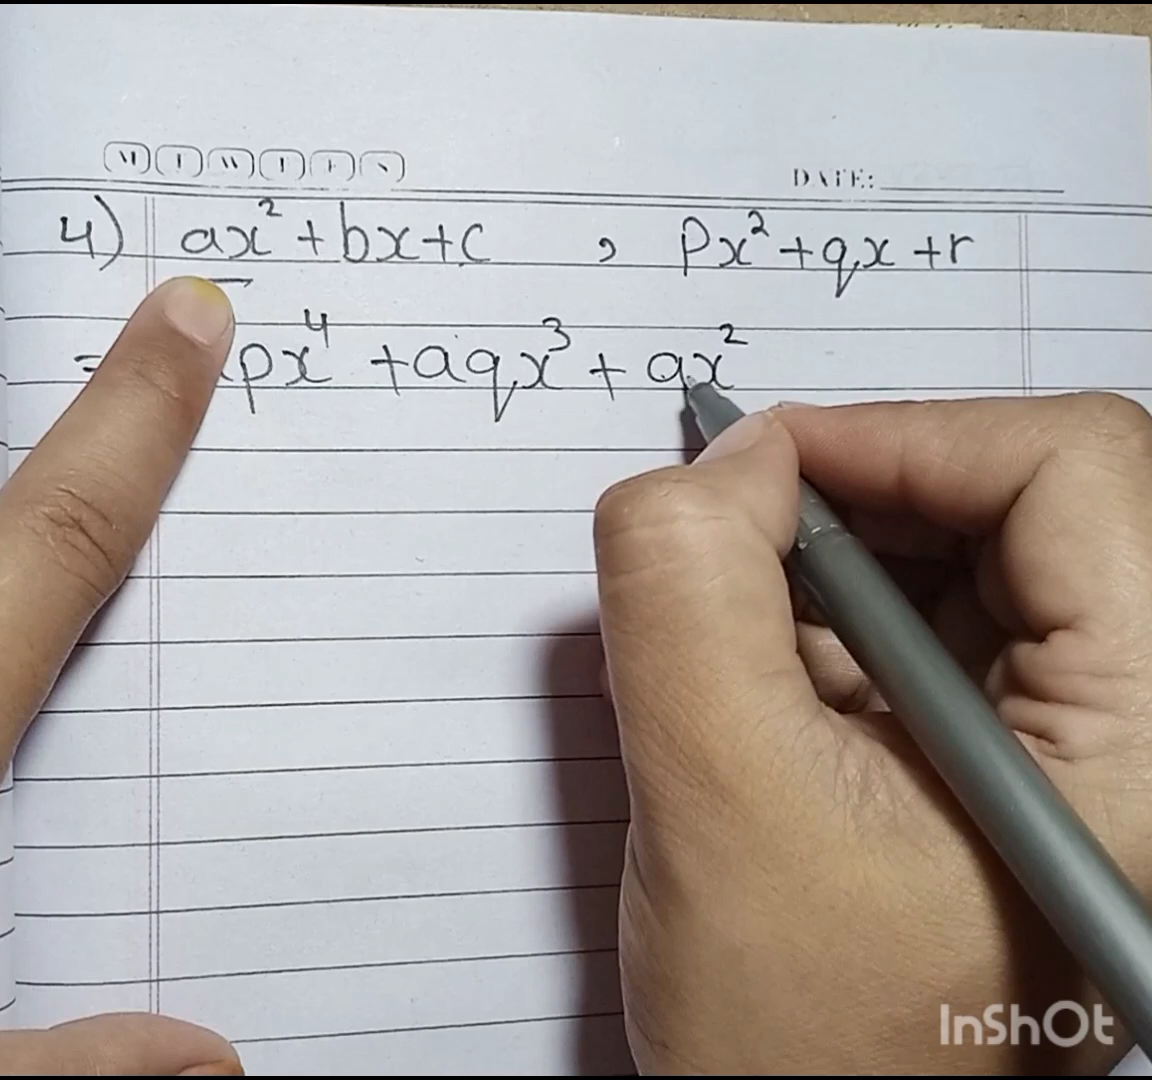 M T W T F S
DATE:
4) ax² + bx + c , px² + qx + r
= px⁴ + aqx³ + ax²
InShOt